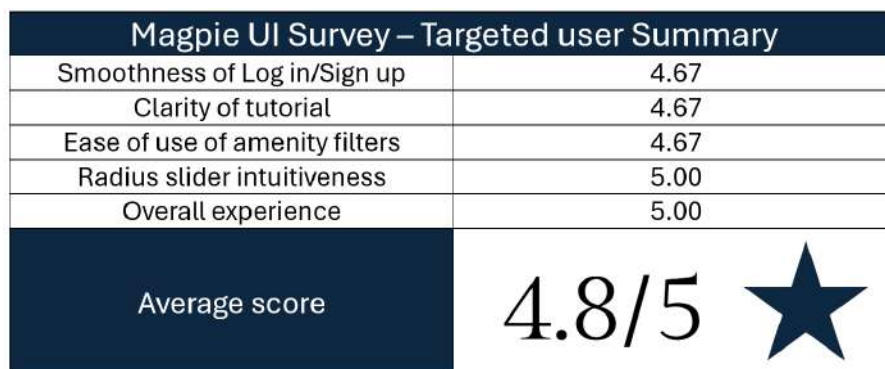 Magpie UI Survey – Targeted user Summary
Smoothness of Log in/Sign up 4.67
Clarity of tutorial 4.67
Ease of use of amenity filters 4.67
Radius slider intuitiveness 5.00
Overall experience 5.00
Average score 4.8/5